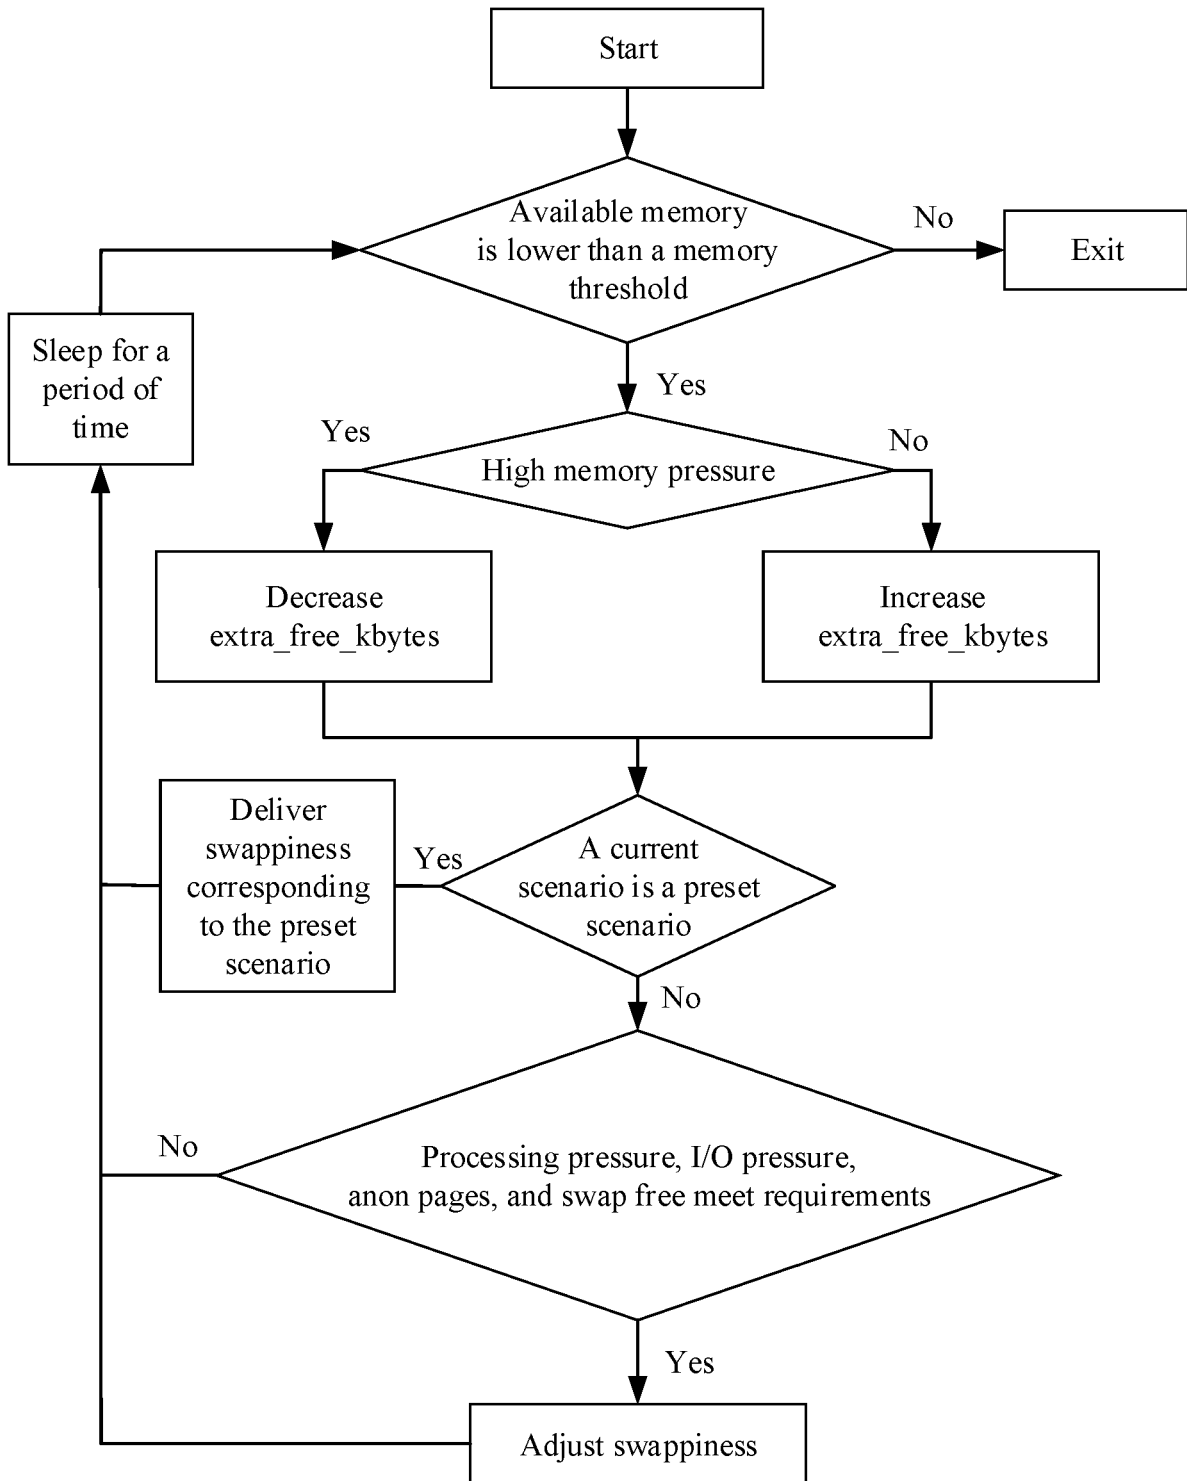 Start
Available memory
is lower than a memory
threshold
No
Exit
Sleep for a
period of
time
Yes
Yes
High memory pressure
No
Decrease
extra_free_kbytes
Increase
extra_free_kbytes
Deliver
swappiness
corresponding
to the preset
scenario
Yes
A current
scenario is a preset
scenario
No
No
Processing pressure, I/O pressure,
anon pages, and swap free meet requirements
Yes
Adjust swappiness